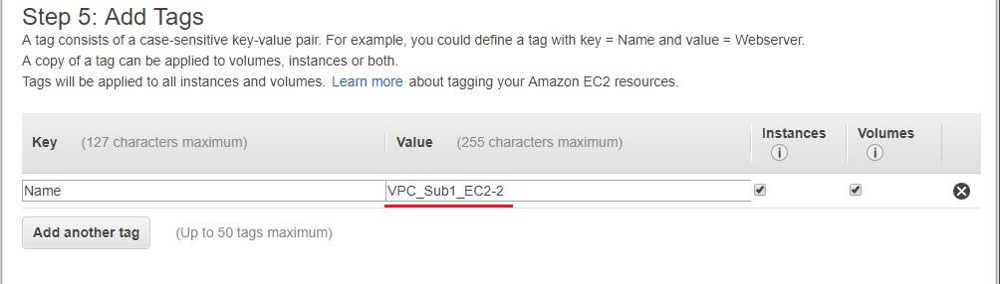 Step 5: Add Tags
A tag consists of a case-sensitive key-value pair. For example, you could define a tag with key = Name and value = Webserver.
A copy of a tag can be applied to volumes, instances or both.
Tags will be applied to all instances and volumes. Learn more about tagging your Amazon EC2 resources.
Key (127 characters maximum) Value (255 characters maximum) Instances Volumes
Name VPC_Sub1_EC2-2
Add another tag (Up to 50 tags maximum)